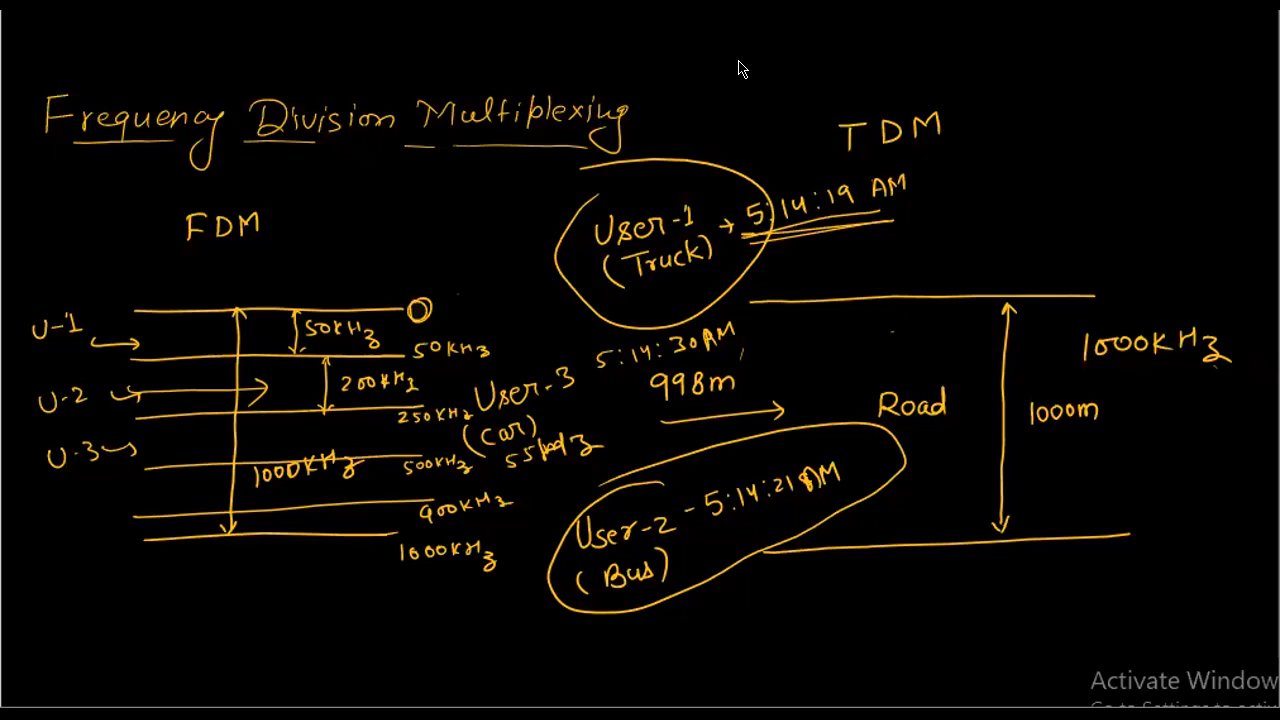 Frequency Division Multiplexing
TDM
FDM
User-1 → 5:14:19 AM
(Truck)
U-1
50KHz
50KHz
5:14:30AM
1000KHz
U-2
200KHz
User-3
998m
Road
1000m
250KHz
(Car)
U-3
1000KHz
500KHz
900KHz
User-2 - 5:14:21AM
(Bus)
1000KHz
Activate Window